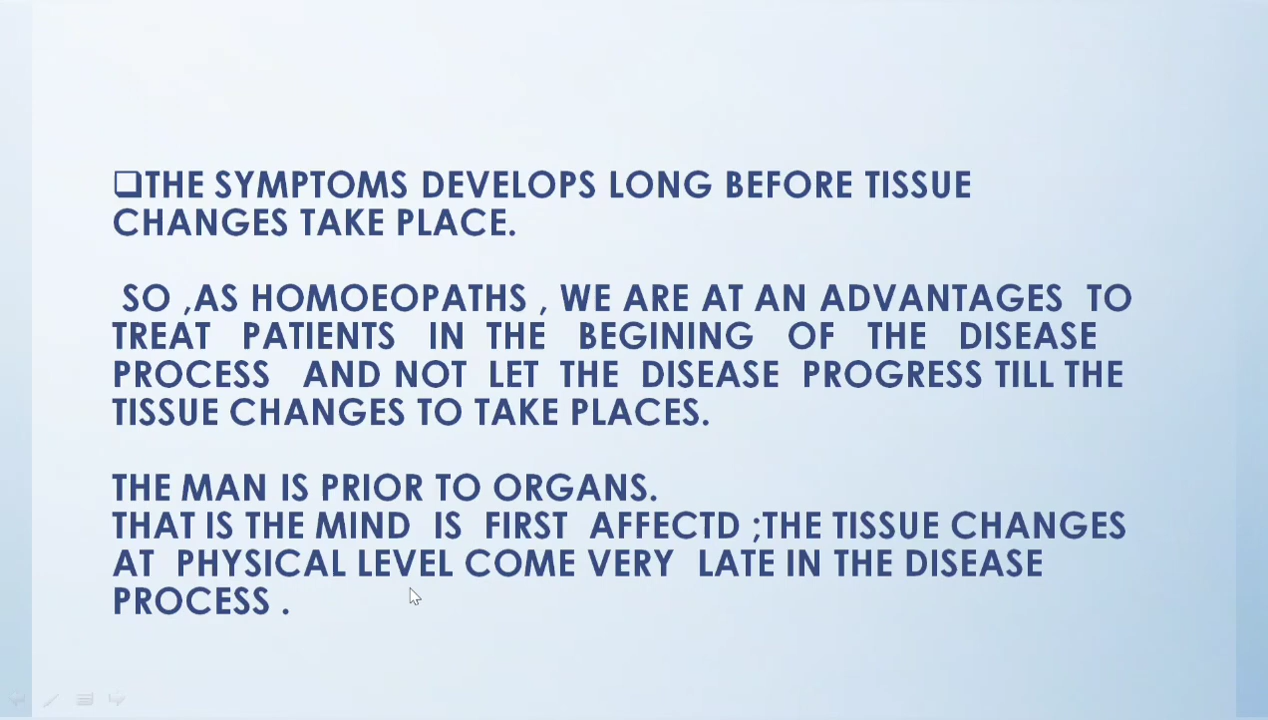 ❑THE SYMPTOMS DEVELOPS LONG BEFORE TISSUE
CHANGES TAKE PLACE.
SO ,AS HOMOEOPATHS , WE ARE AT AN ADVANTAGES TO
TREAT PATIENTS IN THE BEGINING OF THE DISEASE
PROCESS AND NOT LET THE DISEASE PROGRESS TILL THE
TISSUE CHANGES TO TAKE PLACES.
THE MAN IS PRIOR TO ORGANS.
THAT IS THE MIND IS FIRST AFFECTD ;THE TISSUE CHANGES
AT PHYSICAL LEVEL COME VERY LATE IN THE DISEASE
PROCESS .